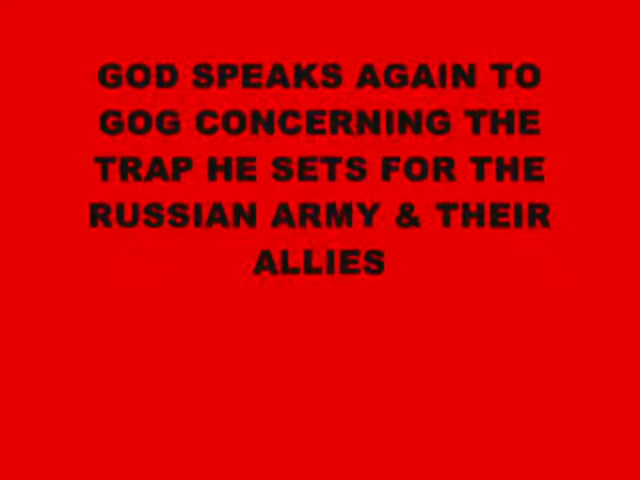 GOD SPEAKS AGAIN TO
GOG CONCERNING THE
TRAP HE SETS FOR THE
RUSSIAN ARMY & THEIR
ALLIES